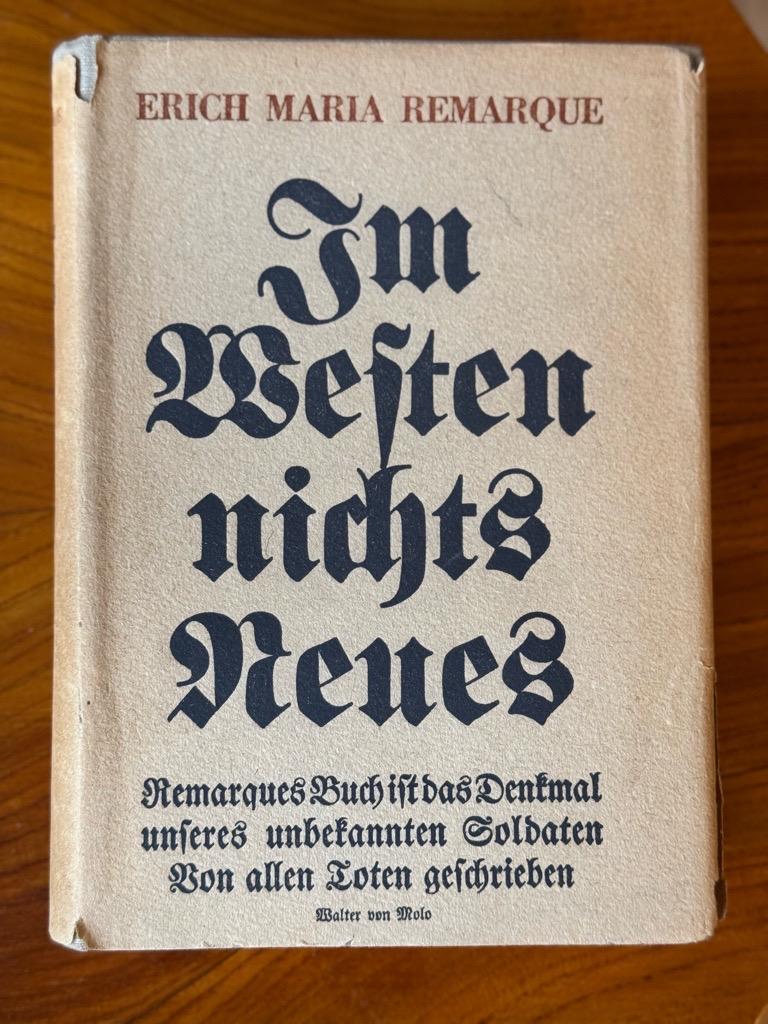 ERICH MARIA REMARQUE
Im
Weſten
nichts
Neues
Remarques Buch iſt das Denkmal
unſeres unbekannten Soldaten
Von allen Toten geſchrieben
Walter von Molo